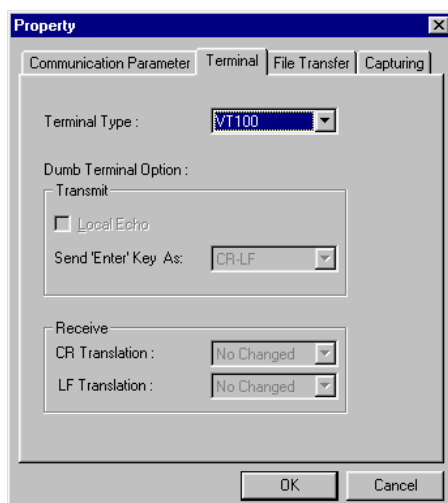 Property
Communication Parameter Terminal File Transfer Capturing
Terminal Type : VT100
Dumb Terminal Option :
Transmit
Local Echo
Send 'Enter' Key As: CR-LF
Receive
CR Translation : No Changed
LF Translation : No Changed
OK Cancel